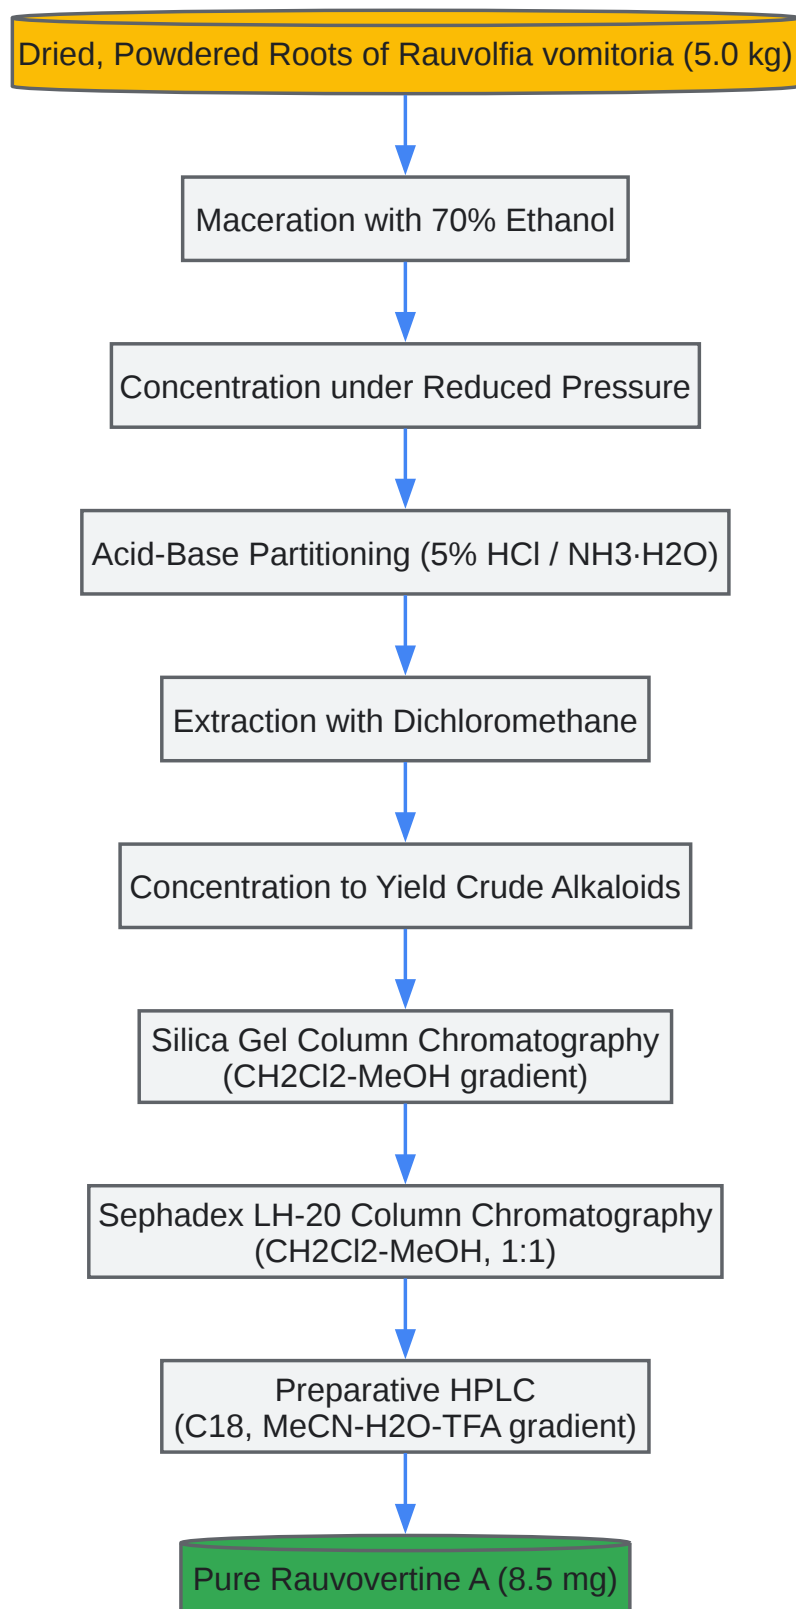 Dried, Powdered Roots of Rauvolfia vomitoria (5.0 kg)
Maceration with 70% Ethanol
Concentration under Reduced Pressure
Acid-Base Partitioning (5% HCl / NH3·H2O)
Extraction with Dichloromethane
Concentration to Yield Crude Alkaloids
Silica Gel Column Chromatography
(CH2Cl2-MeOH gradient)
Sephadex LH-20 Column Chromatography
(CH2Cl2-MeOH, 1:1)
Preparative HPLC
(C18, MeCN-H2O-TFA gradient)
Pure Rauvovertine A (8.5 mg)